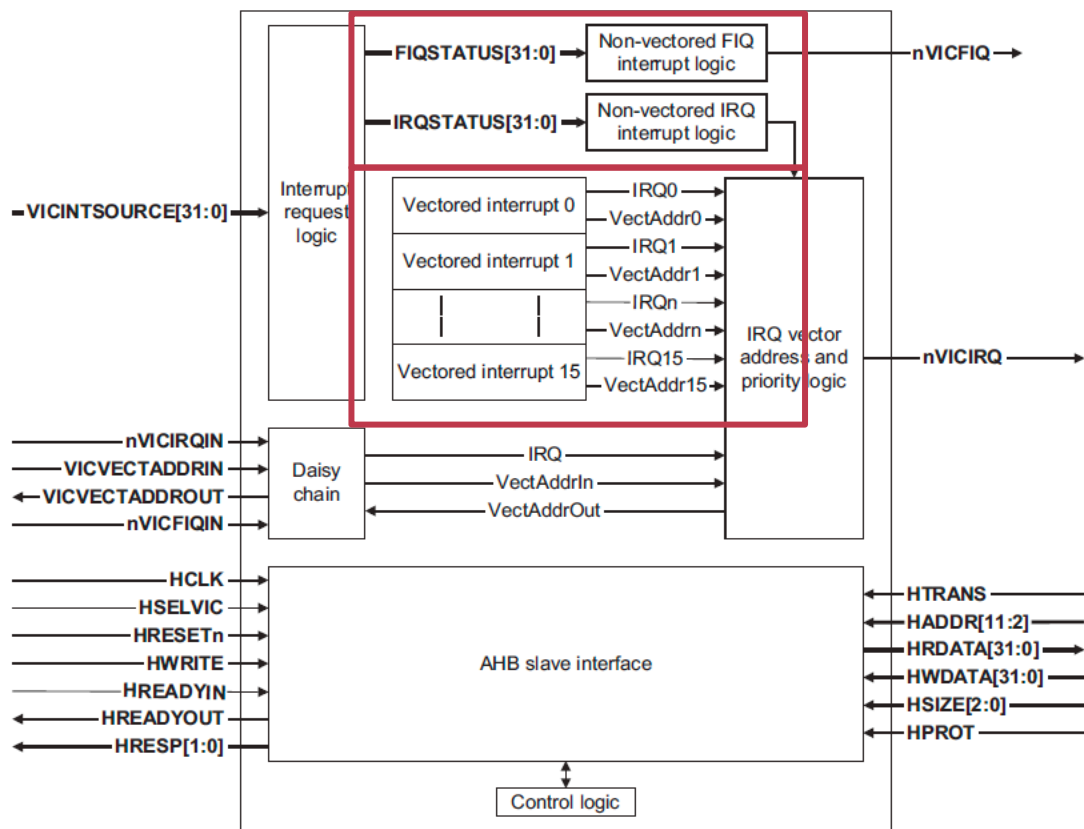 FIQSTATUS[31:0]
Non-vectored FIQ
interrupt logic
nVICFIQ
IRQSTATUS[31:0]
Non-vectored IRQ
interrupt logic
VICINTSOURCE[31:0]
Interrupt
request
logic
Vectored interrupt 0
IRQ0
VectAddr0
Vectored interrupt 1
IRQ1
VectAddr1
IRQn
VectAddrn
Vectored interrupt 15
IRQ15
VectAddr15
IRQ vector
address and
priority logic
nVICIRQ
nVICIRQIN
VICVECTADDRIN
VICVECTADDROUT
nVICFIQIN
Daisy
chain
IRQ
VectAddrIn
VectAddrOut
HCLK
HSELVIC
HRESETn
HWRITE
HREADYIN
HREADYOUT
HRESP[1:0]
AHB slave interface
HTRANS
HADDR[11:2]
HRDATA[31:0]
HWDATA[31:0]
HSIZE[2:0]
HPROT
Control logic